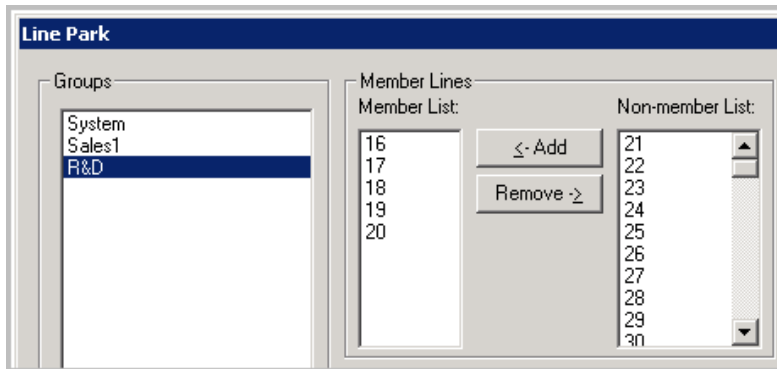 Line Park
Groups
System
Sales1
R&D
Member Lines
Member List:
16
17
18
19
20
<- Add
Remove ->
Non-member List:
21
22
23
24
25
26
27
28
29
30